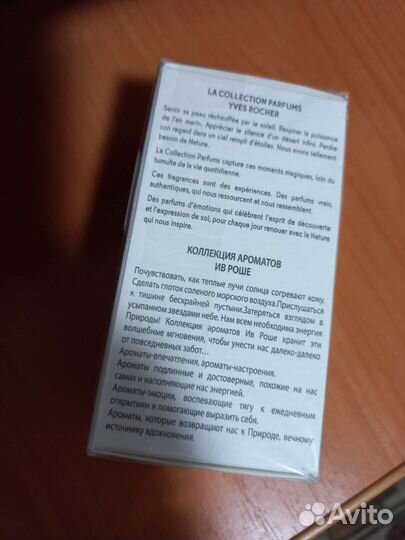 LA COLLECTION PARFUMS
YVES ROCHER
Sentir sa peau réchauffée par le soleil. Respirer la puissance
de l'air marin. Apprécier le silence d'un désert infini. Perdre
son regard dans un ciel rempli d'étoiles. Nous avons tellement
besoin de Nature.
La Collection Parfums capture ces moments magiques, loin du
tumulte de la vie quotidienne.
Ces fragrances sont des expériences. Des parfums vrais,
authentiques, qui nous ressourcent et nous ressemblent.
Des parfums d'émotions qui célèbrent l'esprit de découverte
et l'expression de soi, pour chaque jour renouer avec la Nature
qui nous inspire.
КОЛЛЕКЦИЯ АРОМАТОВ
ИВ РОШЕ
Почувствовать, как теплые лучи солнца согревают кожу.
Сделать глоток соленого морского воздуха.Прислушаться
к тишине бескрайней пустыни.Затеряться взглядом в
усыпанном звездами небе. Нам всем необходима энергия
Природы! Коллекция ароматов Ив Роше хранит эти
волшебные мгновения, чтобы унести нас далеко-далеко
от повседневных забот...
Ароматы-впечатления, ароматы-настроения.
Ароматы подлинные и достоверные, похожие на нас
самих и наполняющие нас энергией.
Ароматы-эмоции, воспевающие тягу к ежедневным
открытиям и помогающие выразить себя.
Ароматы, которые возвращают нас к Природе, вечному
источнику вдохновения.
Avito